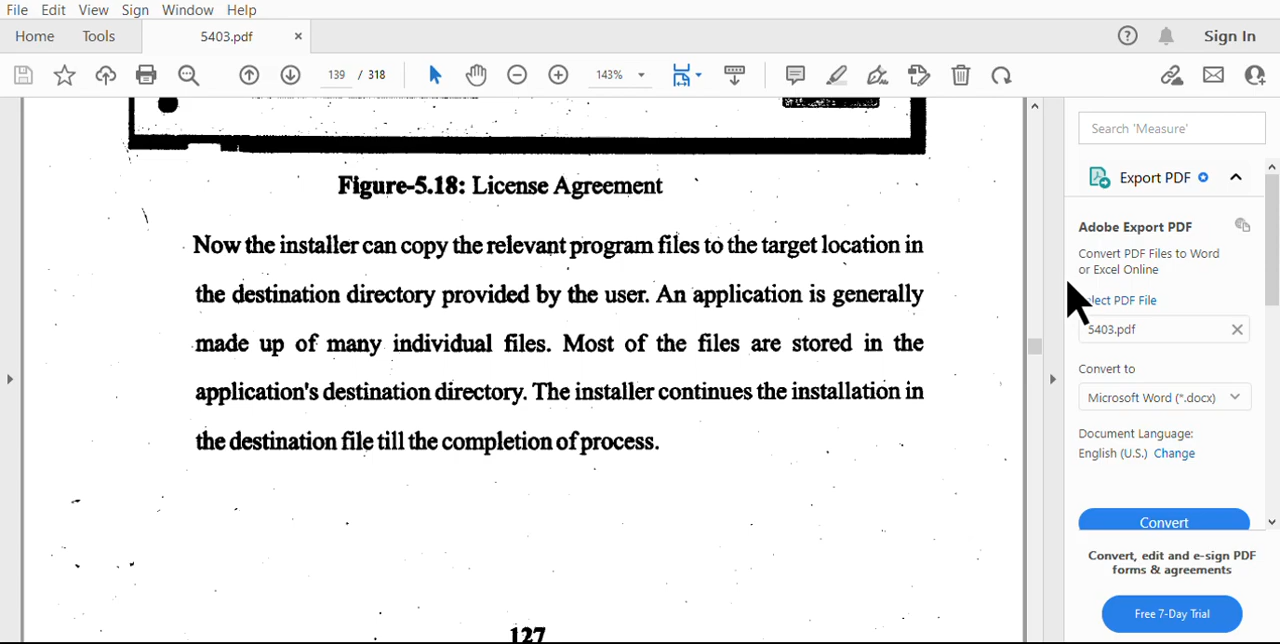 File Edit View Sign Window Help
Home Tools 5403.pdf × Sign In
139 / 318 143%
Figure-5.18: License Agreement
Now the installer can copy the relevant program files to the target location in
the destination directory provided by the user. An application is generally
made up of many individual files. Most of the files are stored in the
application's destination directory. The installer continues the installation in
the destination file till the completion of process.
127
Search 'Measure'
Export PDF
Adobe Export PDF
Convert PDF Files to Word
or Excel Online
lect PDF File
5403.pdf
Convert to
Microsoft Word (*.docx)
Document Language:
English (U.S.) Change
Convert
Convert, edit and e-sign PDF
forms & agreements
Free 7-Day Trial